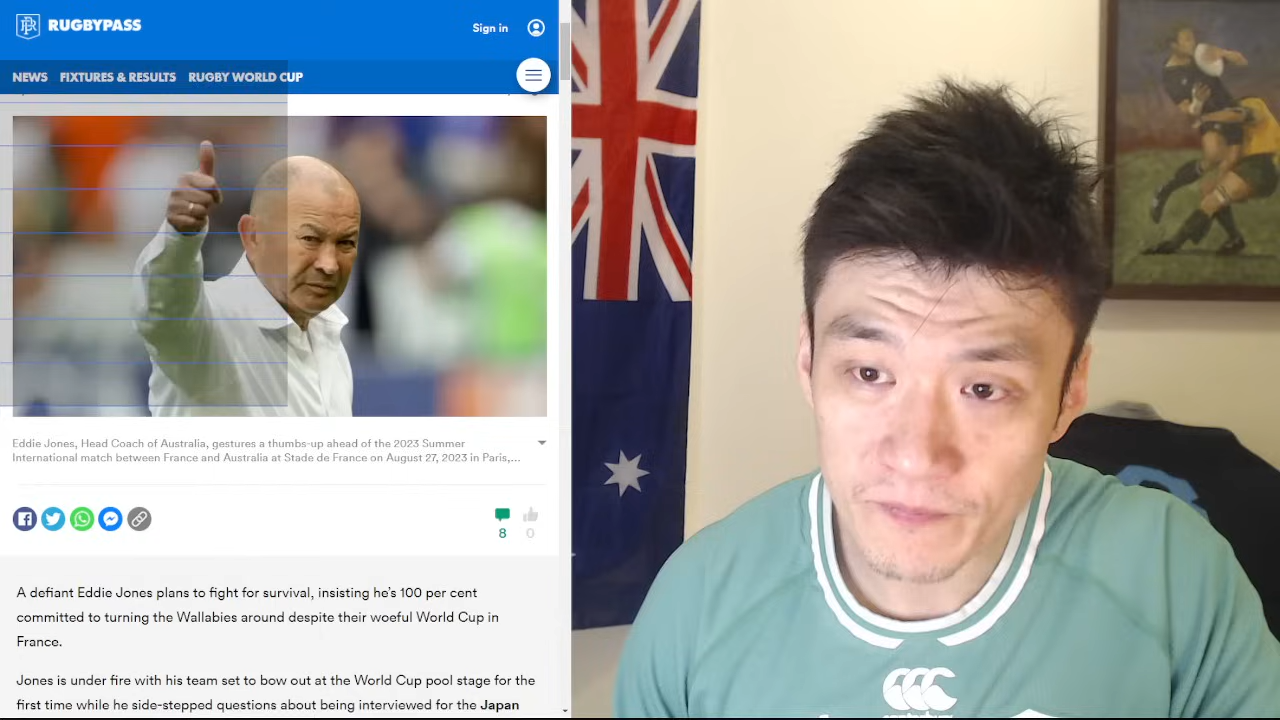 RUGBYPASS
Sign in
NEWS FIXTURES & RESULTS RUGBY WORLD CUP
Eddie Jones, Head Coach of Australia, gestures a thumbs-up ahead of the 2023 Summer
International match between France and Australia at Stade de France on August 27, 2023 in Paris,...
8
0
A defiant Eddie Jones plans to fight for survival, insisting he's 100 per cent
committed to turning the Wallabies around despite their woeful World Cup in
France.
Jones is under fire with his team set to bow out at the World Cup pool stage for the
first time while he side-stepped questions about being interviewed for the Japan